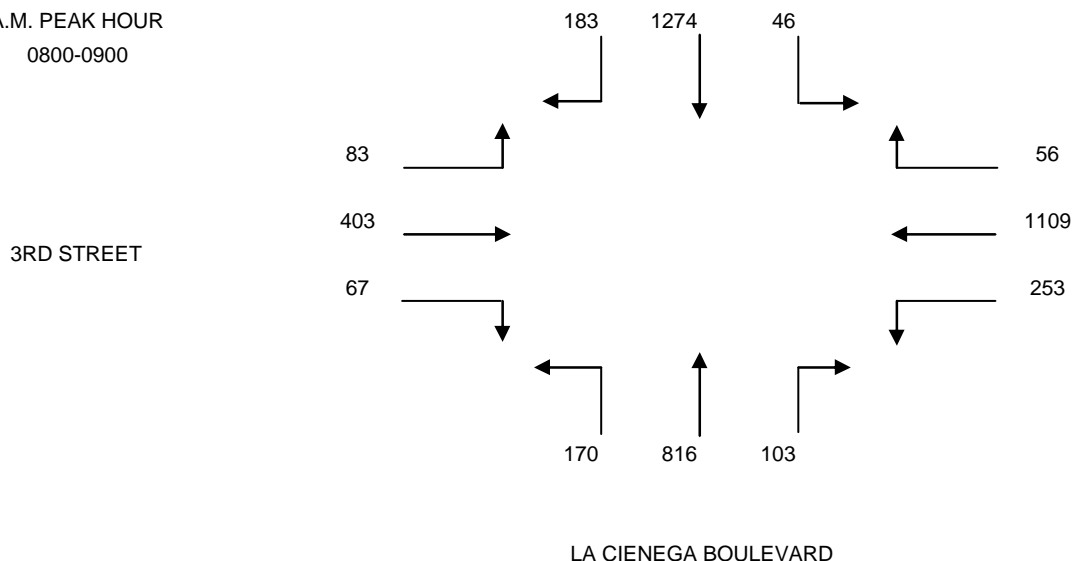 A.M. PEAK HOUR
0800-0900
183 1274 46
83 56
403 1109
3RD STREET
67 253
170 816 103
LA CIENEGA BOULEVARD